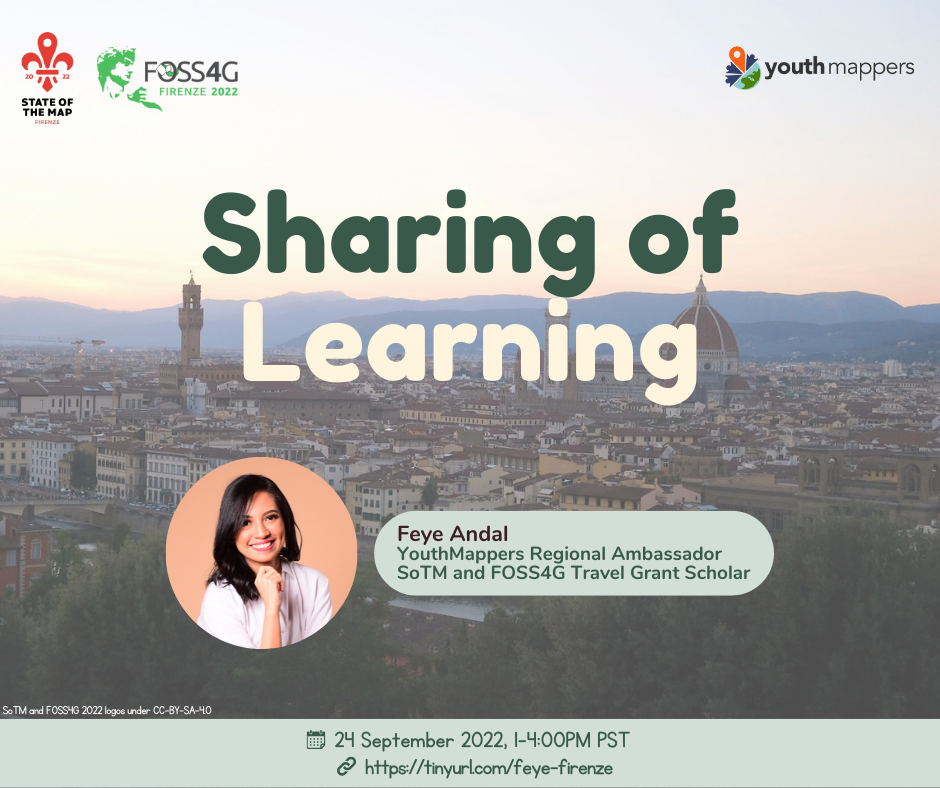 20 22
STATE OF
THE MAP
FIRENZE
FOSS4G
FIRENZE 2022
youthmappers
Sharing of
Learning
Feye Andal
YouthMappers Regional Ambassador
SoTM and FOSS4G Travel Grant Scholar
SoTM and FOSS4G 2022 logos under CC-BY-SA-4.0
24 September 2022, 1-4:00PM PST
https://tinyurl.com/feye-firenze